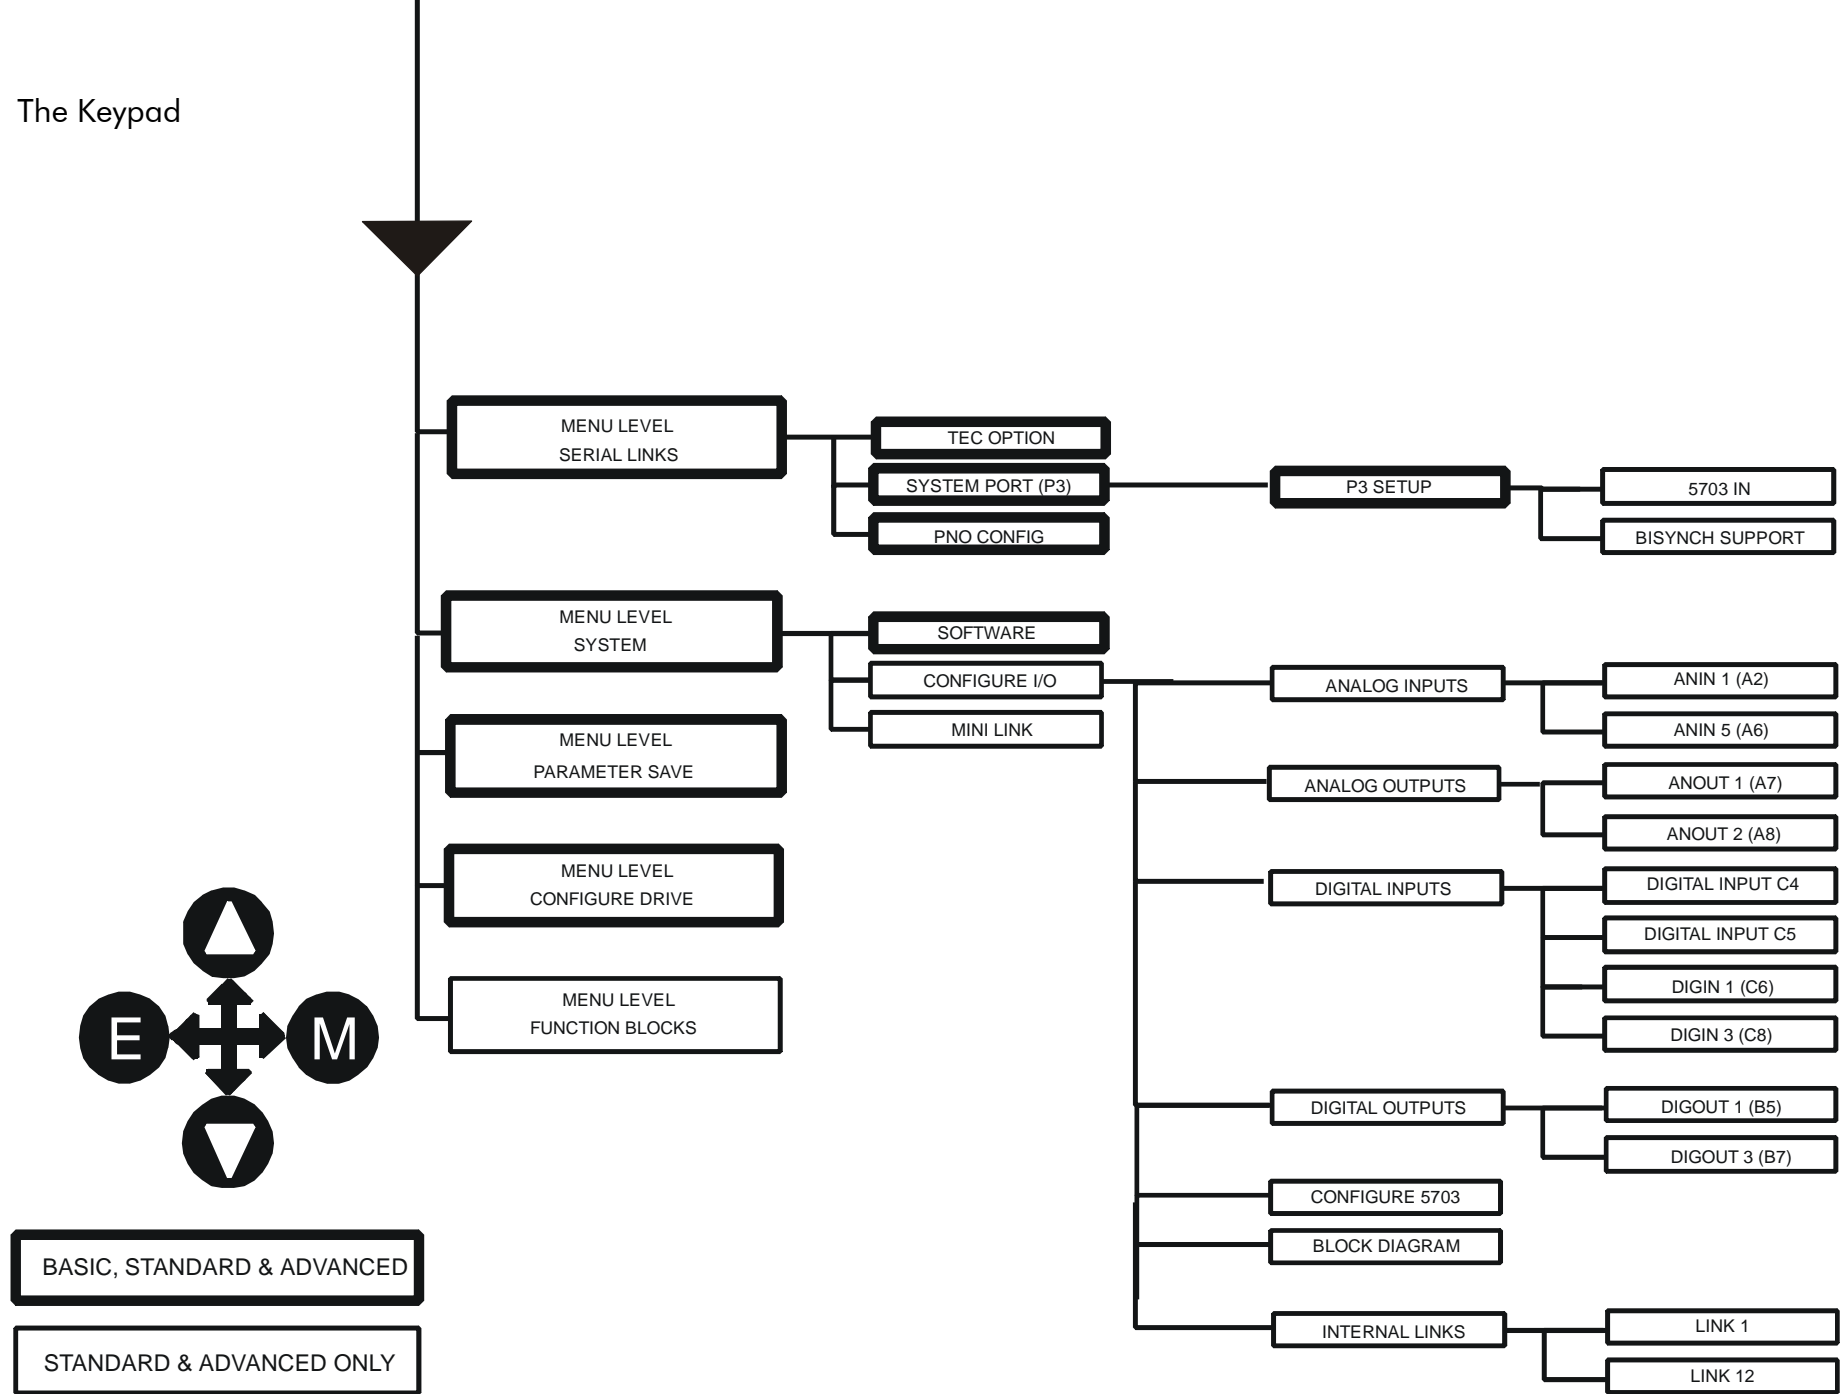 The Keypad
MENU LEVEL
SERIAL LINKS
TEC OPTION
SYSTEM PORT (P3)
PNO CONFIG
P3 SETUP
5703 IN
BISYNCH SUPPORT
MENU LEVEL
SYSTEM
SOFTWARE
CONFIGURE I/O
MINI LINK
ANALOG INPUTS
ANIN 1 (A2)
ANIN 5 (A6)
ANALOG OUTPUTS
ANOUT 1 (A7)
ANOUT 2 (A8)
DIGITAL INPUTS
DIGITAL INPUT C4
DIGITAL INPUT C5
DIGIN 1 (C6)
DIGIN 3 (C8)
DIGITAL OUTPUTS
DIGOUT 1 (B5)
DIGOUT 3 (B7)
CONFIGURE 5703
BLOCK DIAGRAM
INTERNAL LINKS
LINK 1
LINK 12
MENU LEVEL
PARAMETER SAVE
MENU LEVEL
CONFIGURE DRIVE
MENU LEVEL
FUNCTION BLOCKS
E
M
BASIC, STANDARD & ADVANCED
STANDARD & ADVANCED ONLY